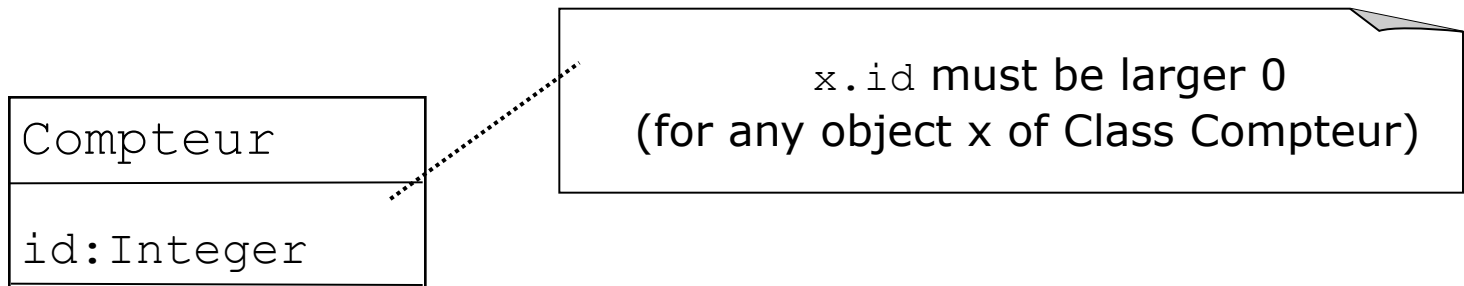 x.id must be larger 0
(for any object x of Class Compteur)
Compteur
id:Integer